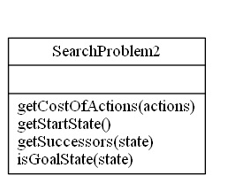 SearchProblem2
getCostOfActions(actions)
getStartState()
getSuccessors(state)
isGoalState(state)